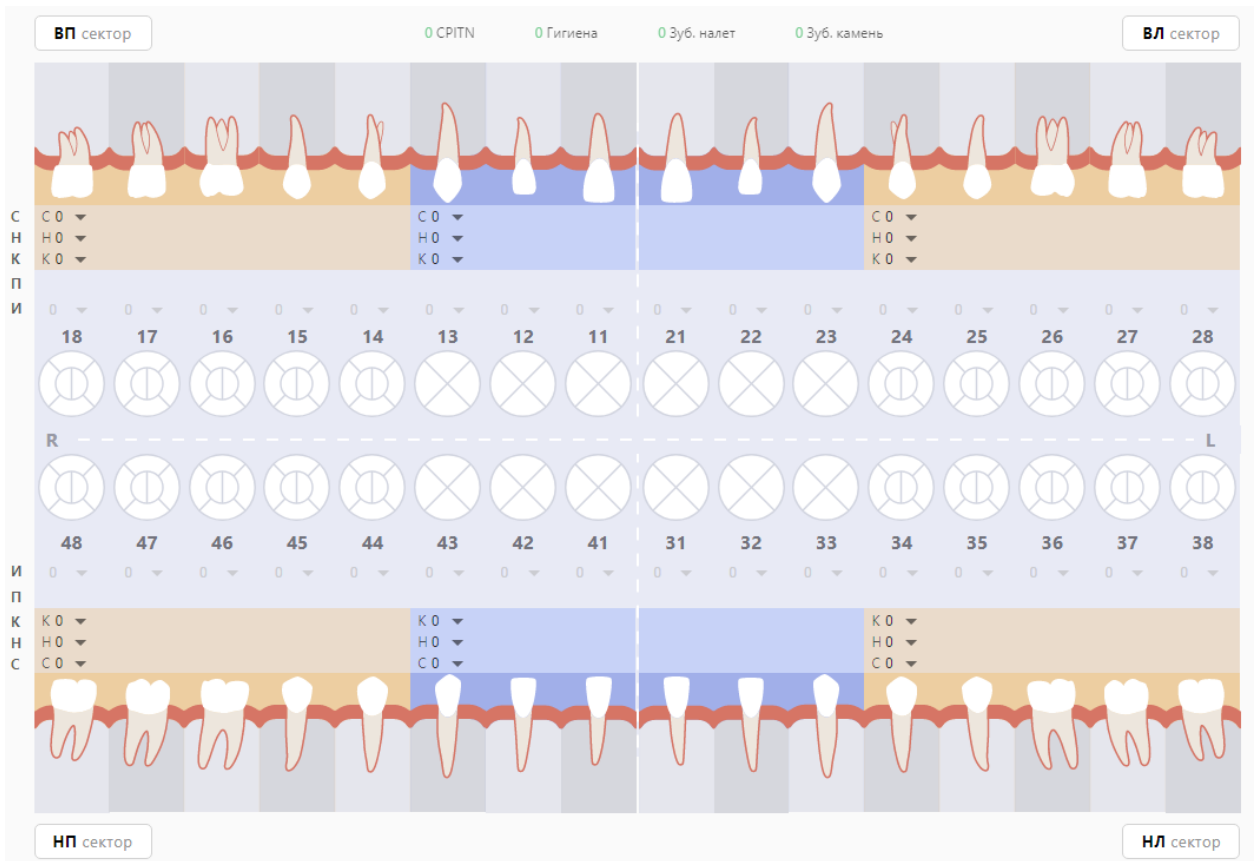 ВП сектор 0 CPITN 0 Гигиена 0 Зуб. налет 0 Зуб. камень ВЛ сектор
С С 0 С 0 С 0
Н Н 0 Н 0 Н 0
К К 0 К 0 К 0
П
И 0 0 0 0 0 0 0 0 0 0 0 0 0 0 0 0
18 17 16 15 14 13 12 11 21 22 23 24 25 26 27 28
R L
48 47 46 45 44 43 42 41 31 32 33 34 35 36 37 38
И 0 0 0 0 0 0 0 0 0 0 0 0 0 0 0 0
П
К К 0 К 0 К 0
Н Н 0 Н 0 Н 0
С С 0 С 0 С 0
НП сектор НЛ сектор